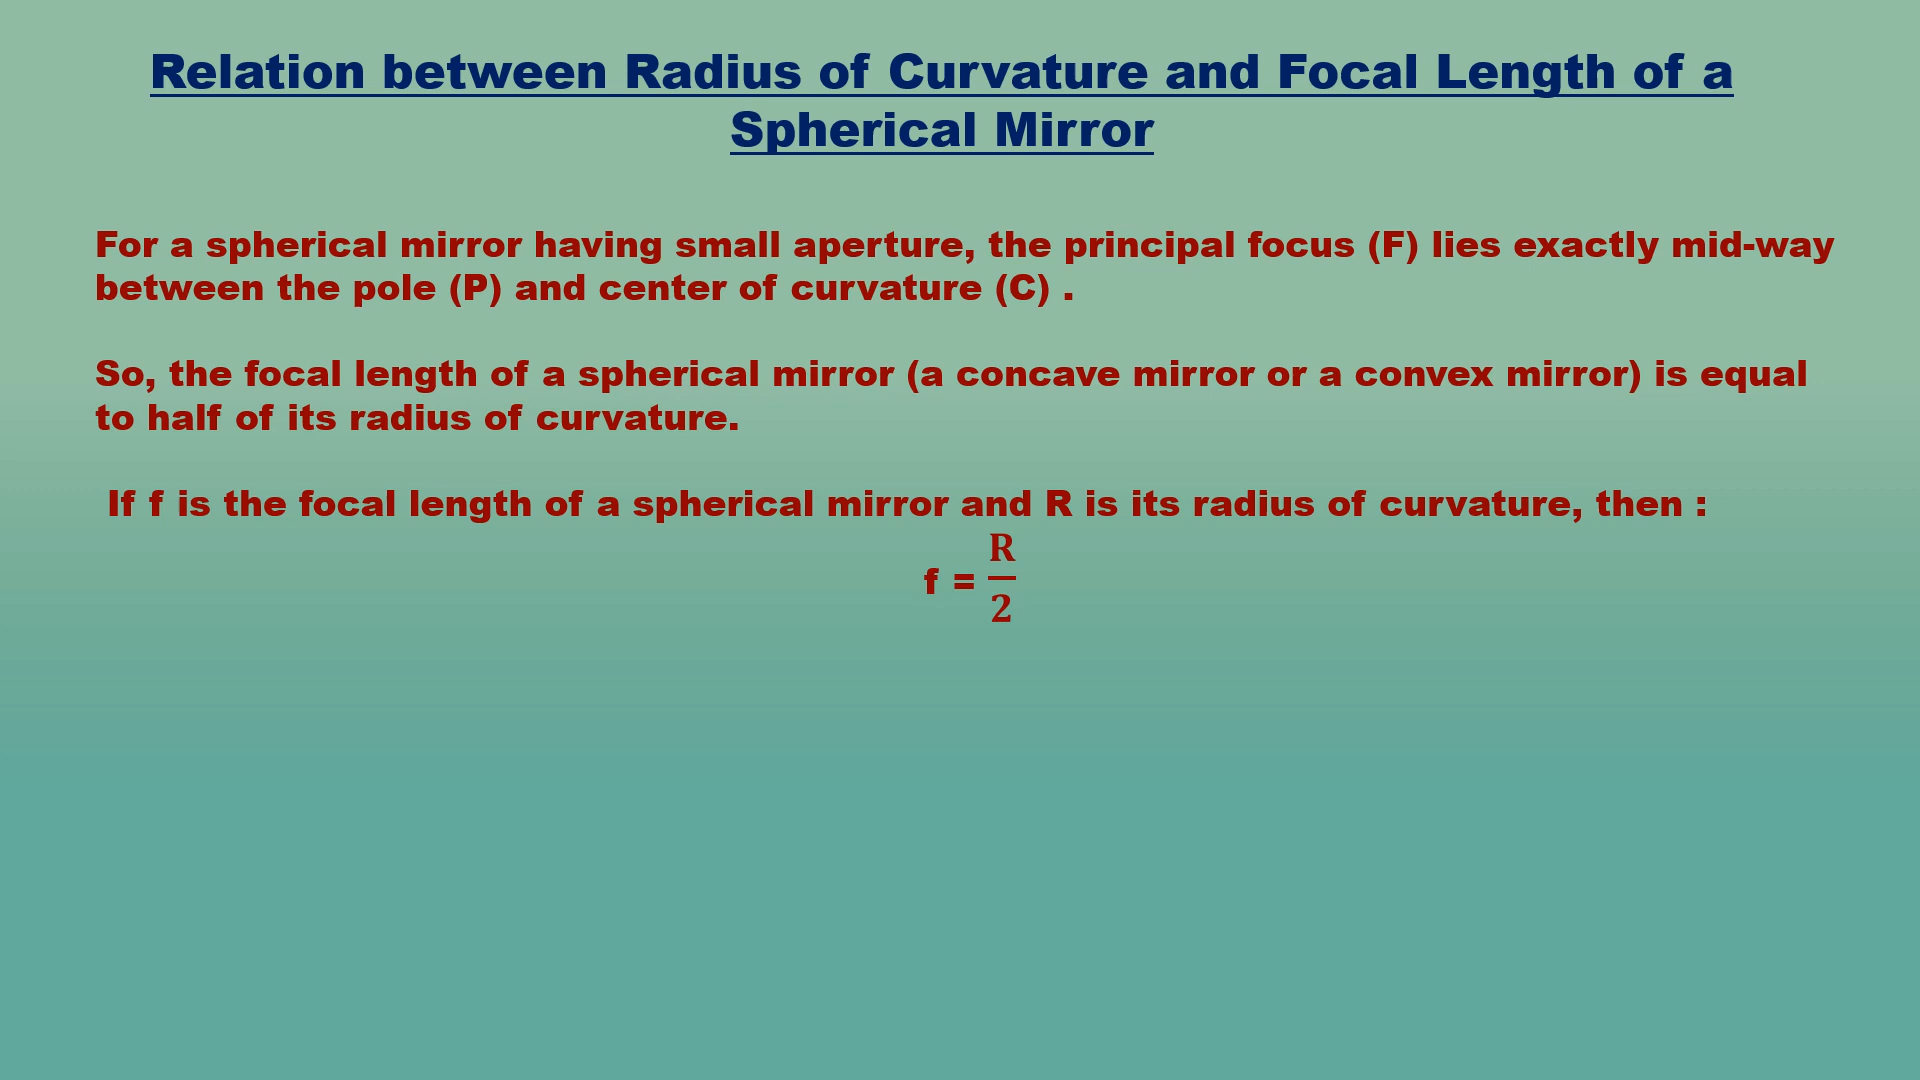 Relation between Radius of Curvature and Focal Length of a
Spherical Mirror
For a spherical mirror having small aperture, the principal focus (F) lies exactly mid-way
between the pole (P) and center of curvature (C) .
So, the focal length of a spherical mirror (a concave mirror or a convex mirror) is equal
to half of its radius of curvature.
If f is the focal length of a spherical mirror and R is its radius of curvature, then :
f = R/2